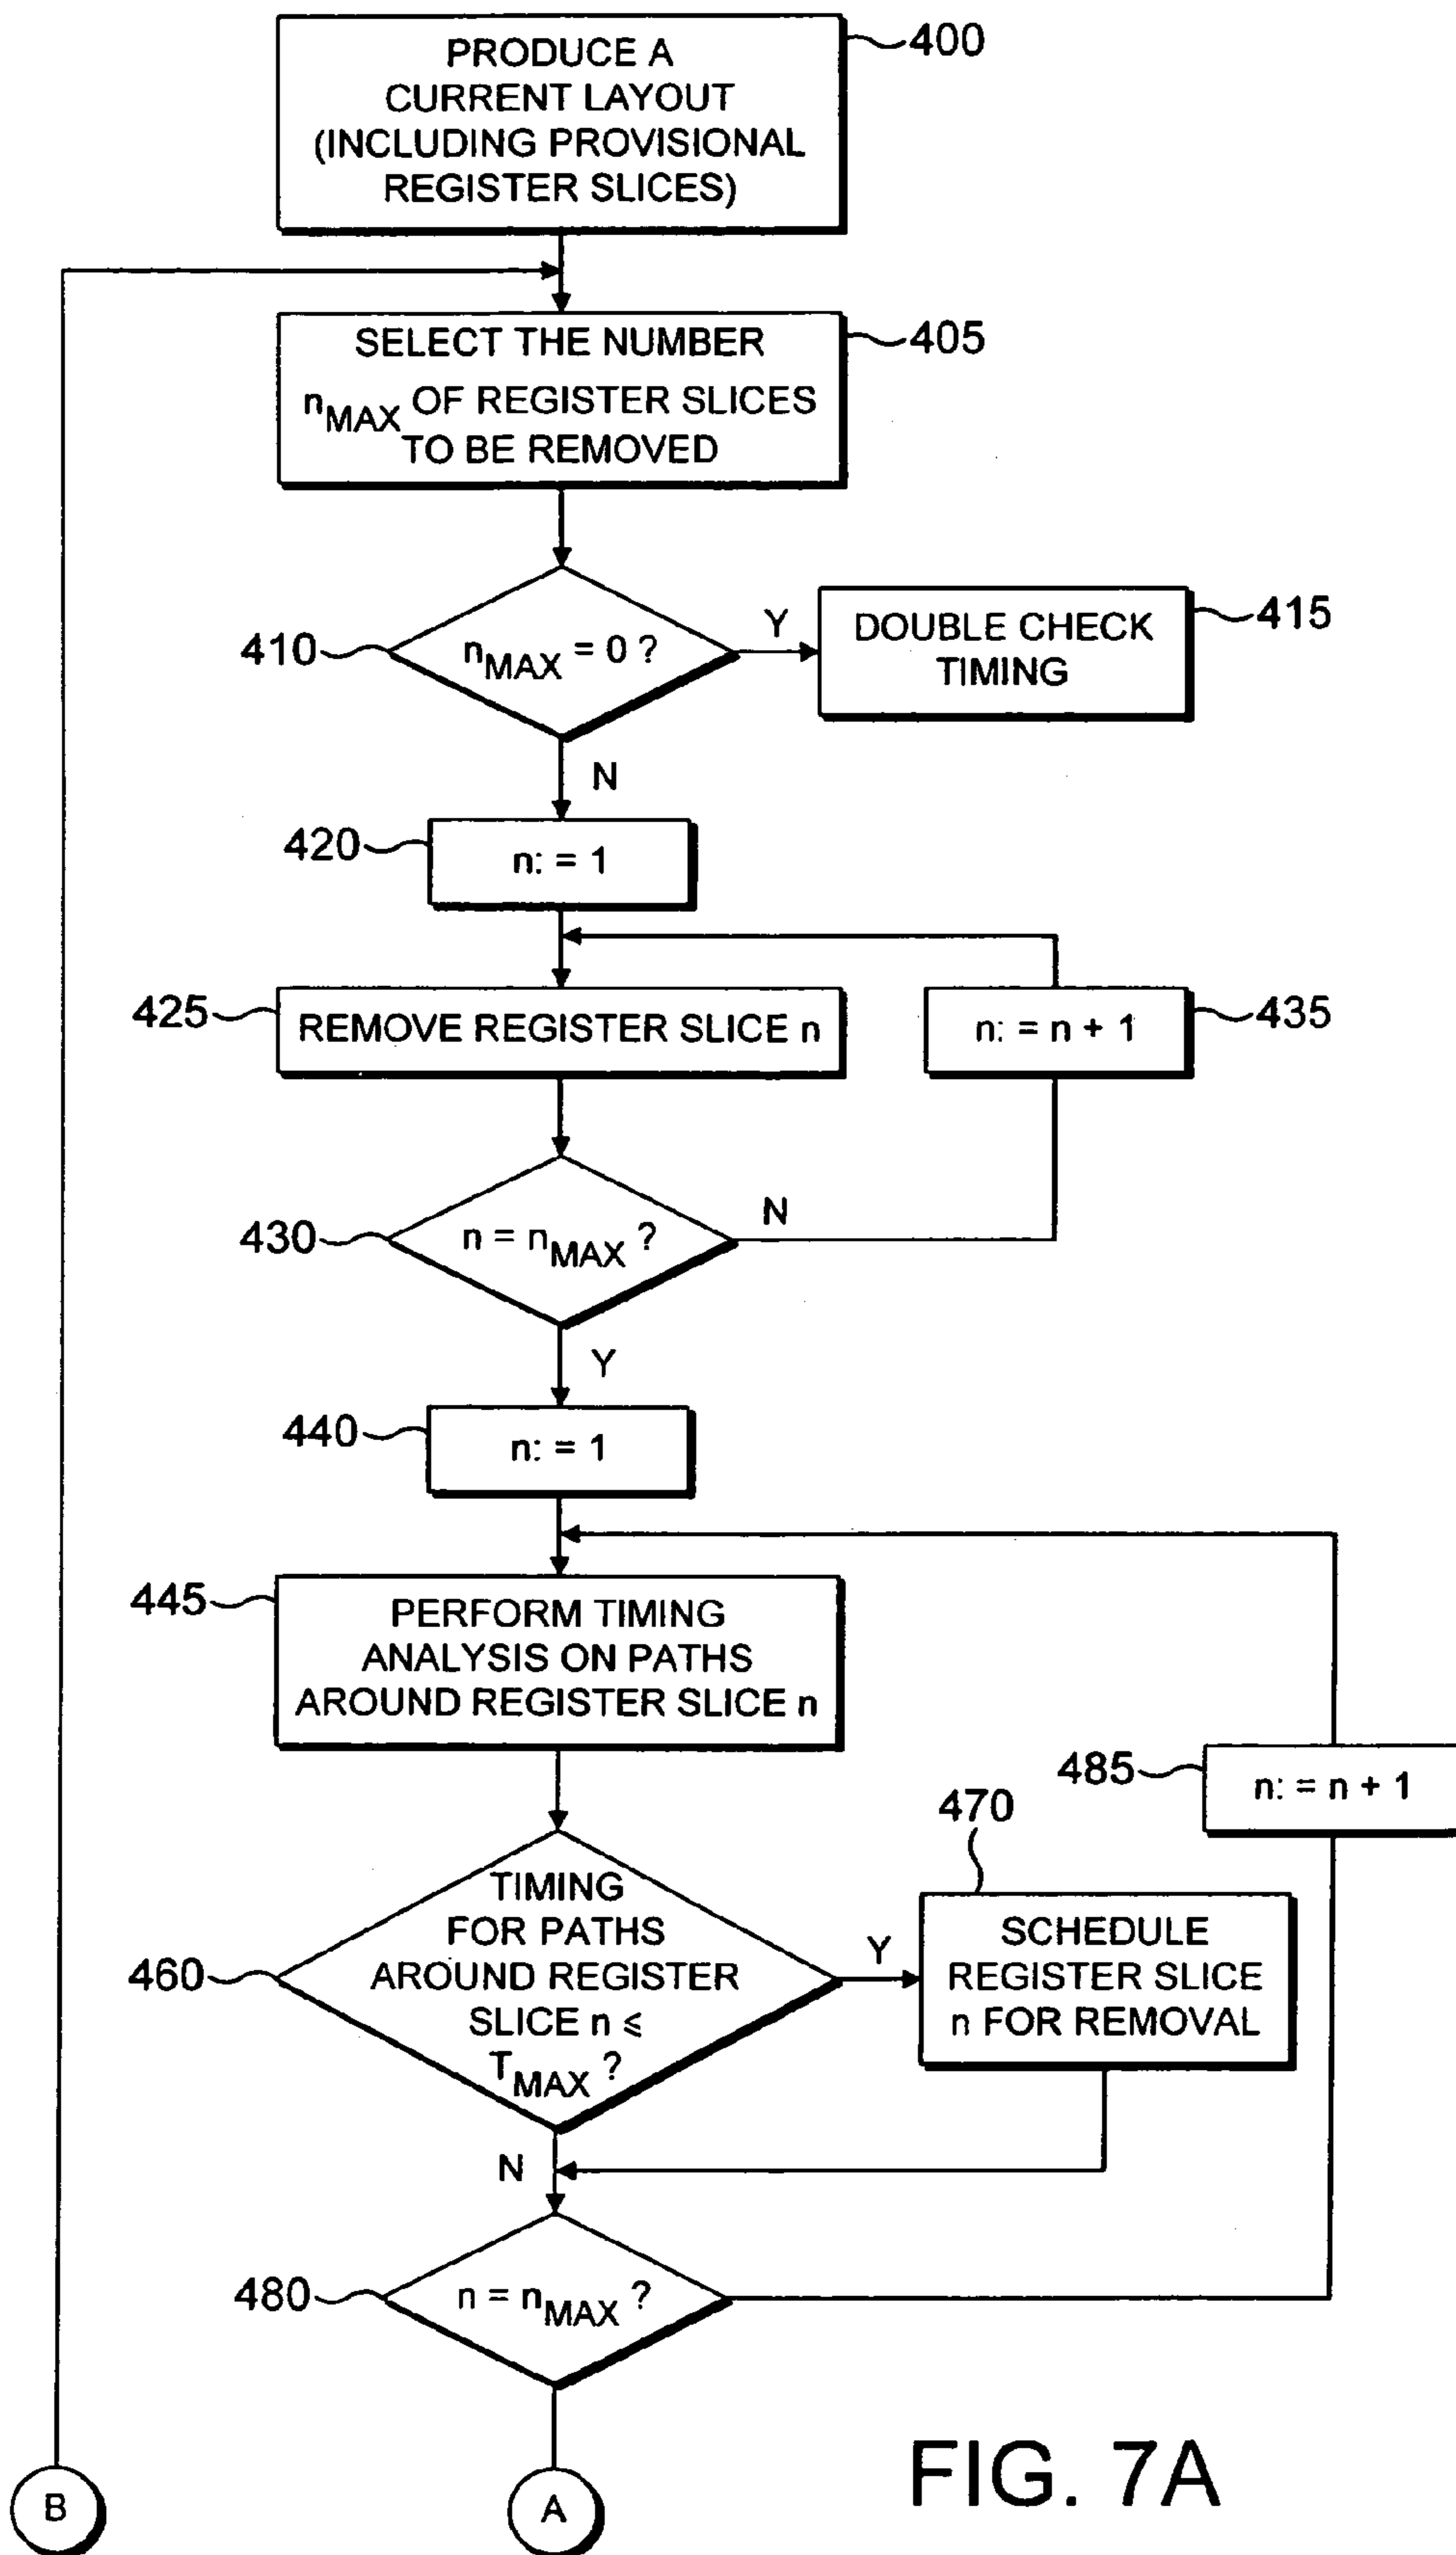 PRODUCE A
CURRENT LAYOUT
(INCLUDING PROVISIONAL
REGISTER SLICES)
400
SELECT THE NUMBER
nMAX OF REGISTER SLICES
TO BE REMOVED
405
410
nMAX = 0 ?
Y
DOUBLE CHECK
TIMING
415
N
420
n: = 1
425
REMOVE REGISTER SLICE n
n: = n + 1
435
430
n = nMAX ?
N
Y
440
n: = 1
445
PERFORM TIMING
ANALYSIS ON PATHS
AROUND REGISTER SLICE n
485
n: = n + 1
470
460
TIMING
FOR PATHS
AROUND REGISTER
SLICE n ⩽
TMAX ?
Y
SCHEDULE
REGISTER SLICE
n FOR REMOVAL
N
480
n = nMAX ?
B
A
FIG. 7A